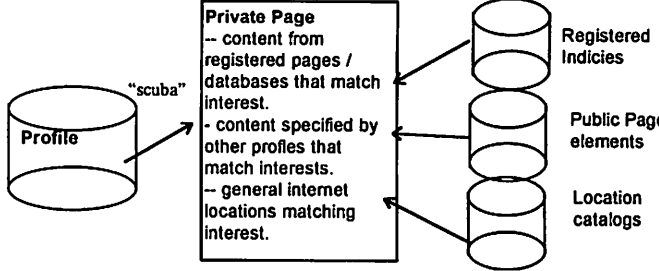 Private Page
-- content from
registered pages /
databases that match
interest.
- content specified by
other profles that
match interests.
-- general internet
locations matching
interest.
"scuba"
Profile
Registered
Indicies
Public Page
elements
Location
catalogs